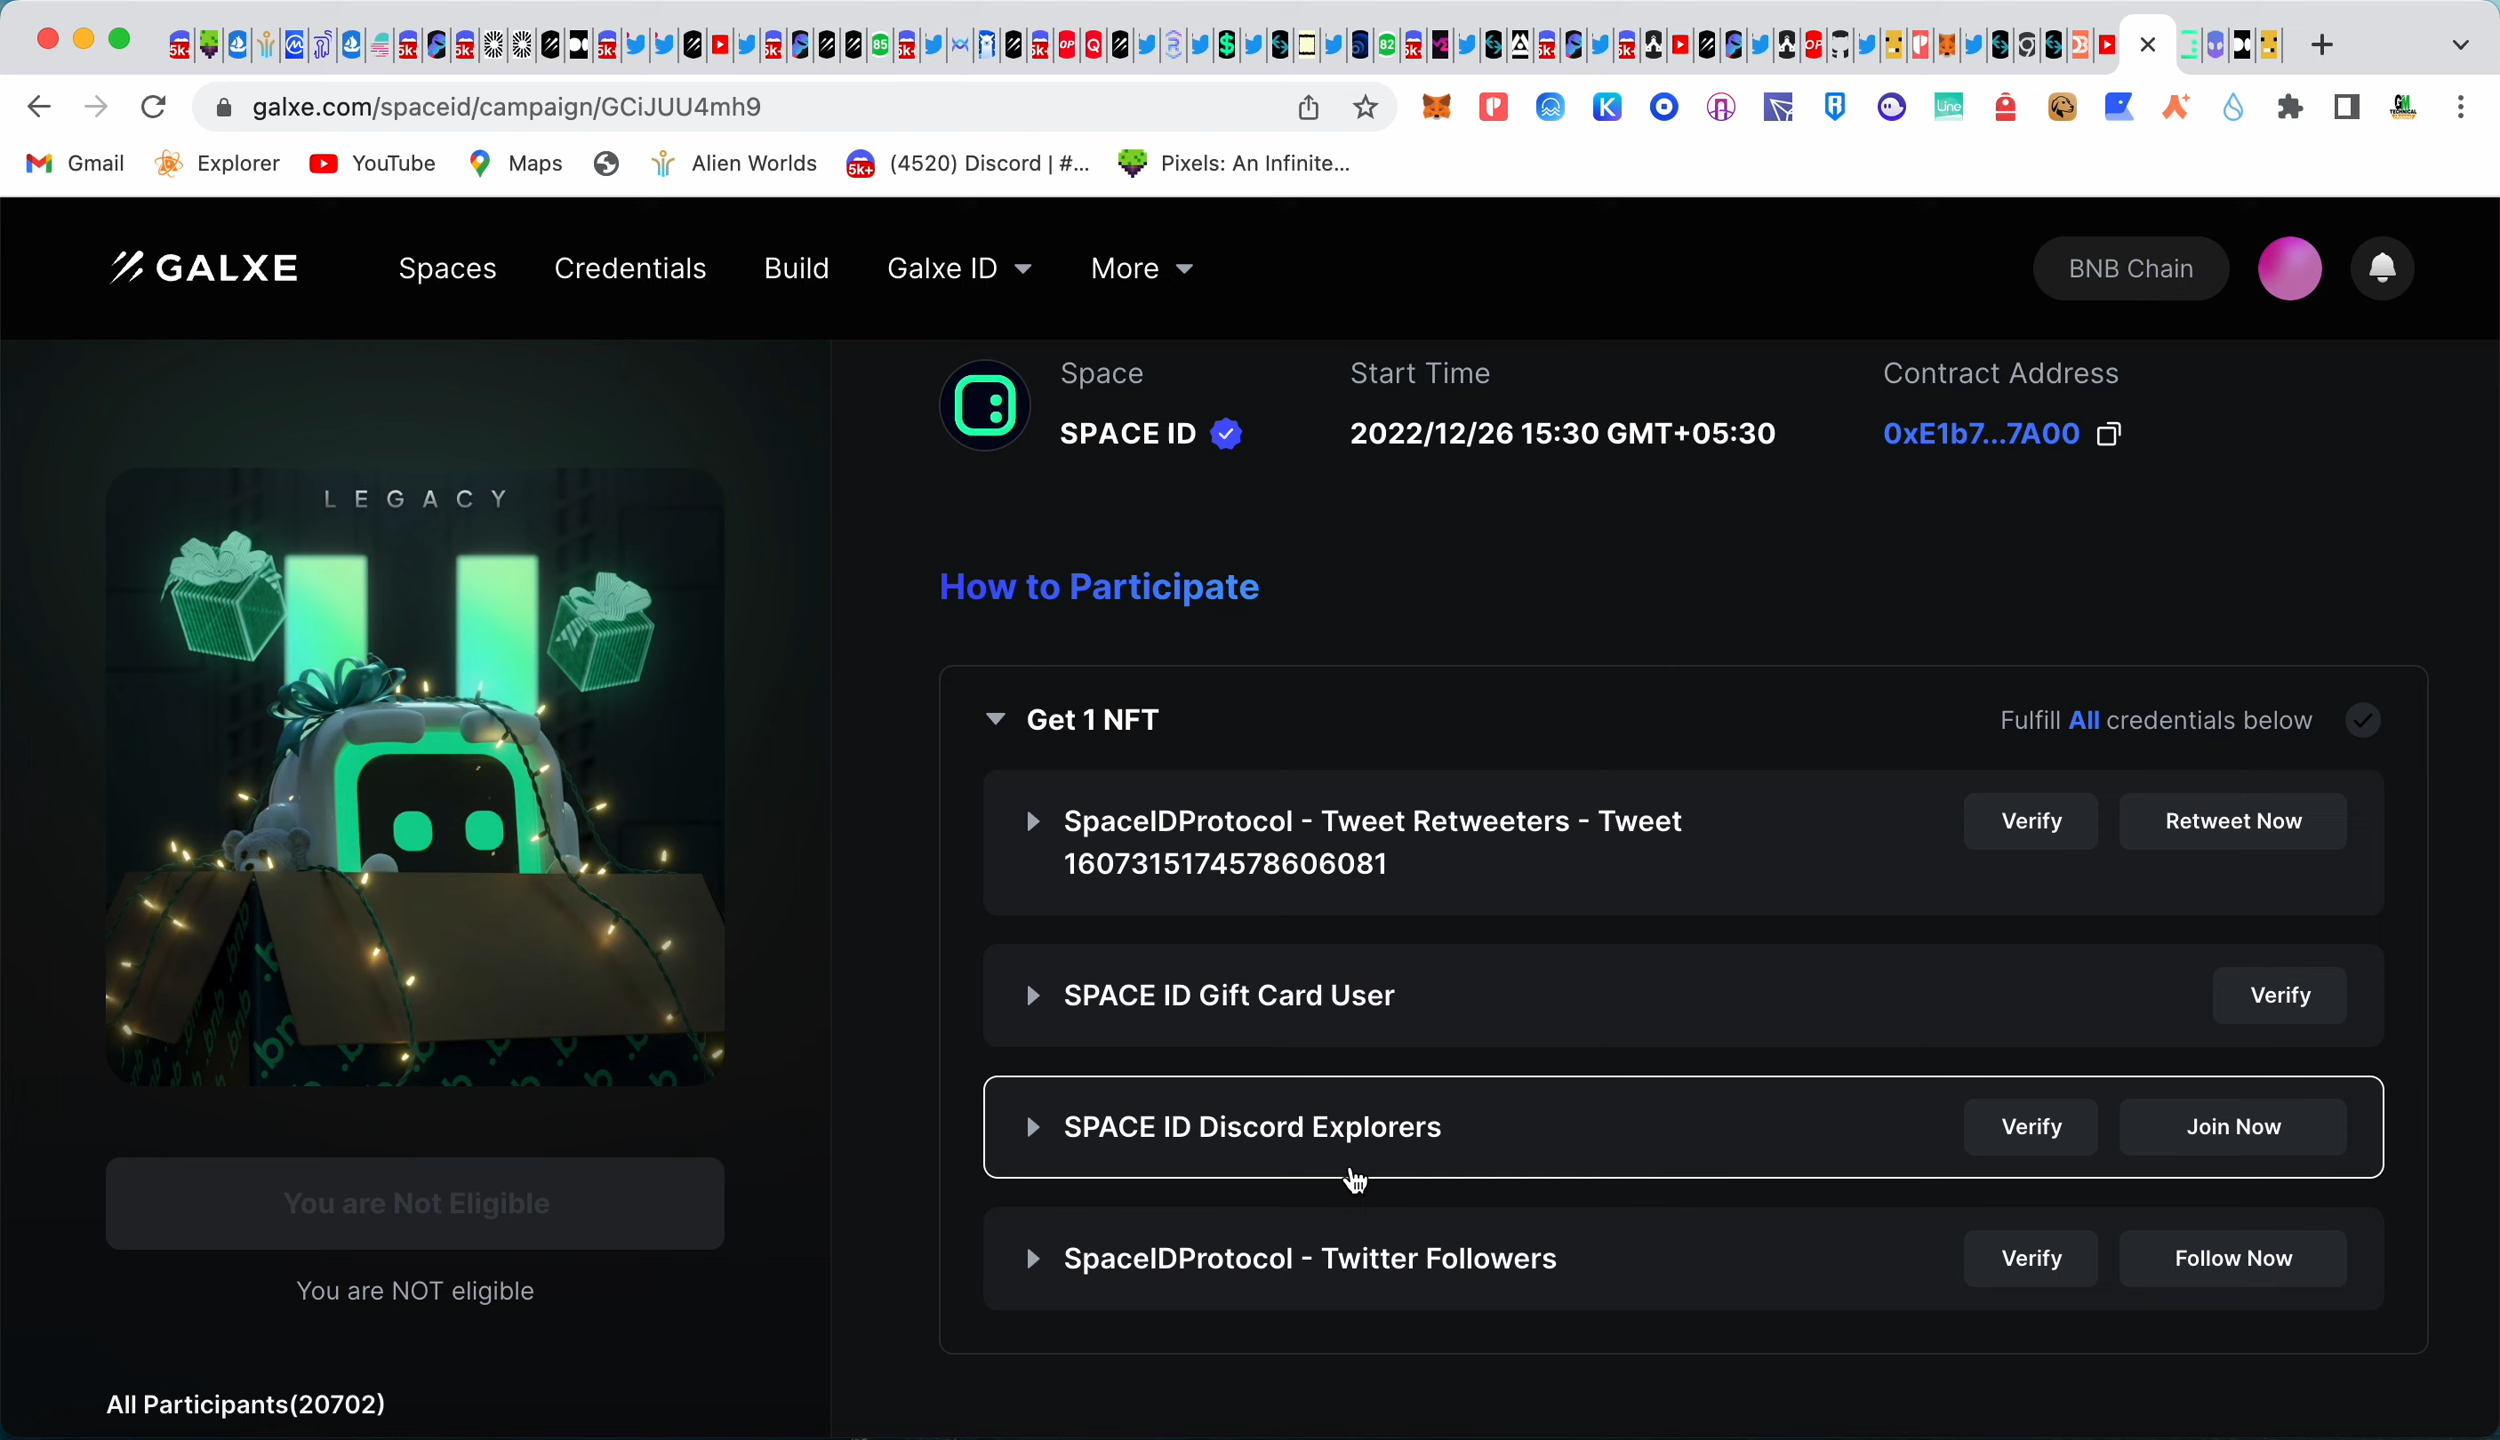 galxe.com/spaceid/campaign/GCiJUU4mh9
Gmail
Explorer
YouTube
Maps
Alien Worlds
(4520) Discord | #...
Pixels: An Infinite...
GALXE
Spaces
Credentials
Build
Galxe ID
More
BNB Chain
Space
Start Time
Contract Address
SPACE ID
2022/12/26 15:30 GMT+05:30
0xE1b7...7A00
LEGACY
How to Participate
Get 1 NFT
Fulfill All credentials below
SpaceIDProtocol - Tweet Retweeters - Tweet
1607315174578606081
Verify
Retweet Now
SPACE ID Gift Card User
Verify
SPACE ID Discord Explorers
Verify
Join Now
SpaceIDProtocol - Twitter Followers
Verify
Follow Now
You are Not Eligible
You are NOT eligible
All Participants(20702)